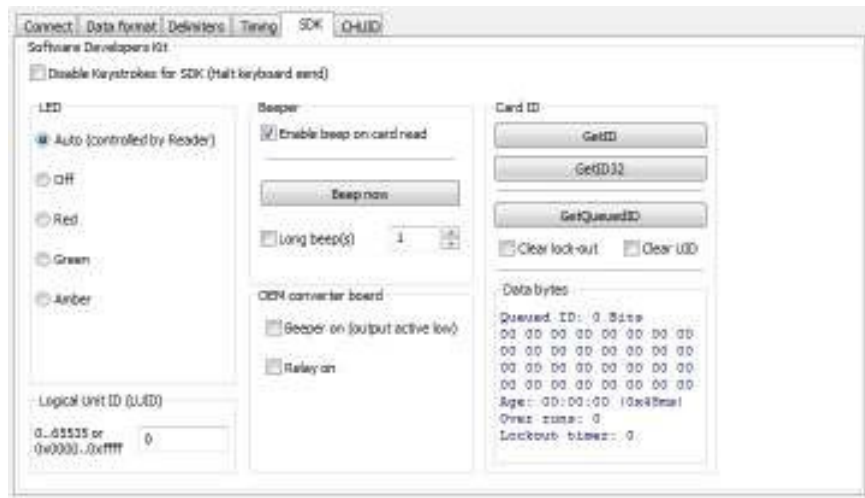 Connect Data format Delimiters Timing SDK CHUID
Software Developers Kit
Disable Keystrokes for SDK (Halt keyboard send)
LED
Auto (controlled by Reader)
Off
Red
Green
Amber
Logical Unit ID (LUID)
0..65535 or
0x0000..0xffff
0
Beeper
Enable beep on card read
Beep now
Long beep(s) 1
OEM converter board
Beeper on (output active low)
Relay on
Card ID
GetID
GetID32
GetQueuedID
Clear lock-out Clear UID
Data bytes
Queued ID: 0 Bits
00 00 00 00 00 00 00 00
00 00 00 00 00 00 00 00
00 00 00 00 00 00 00 00
00 00 00 00 00 00 00 00
Age: 00:00:00
Over runs: 0
Lockout timer: 0